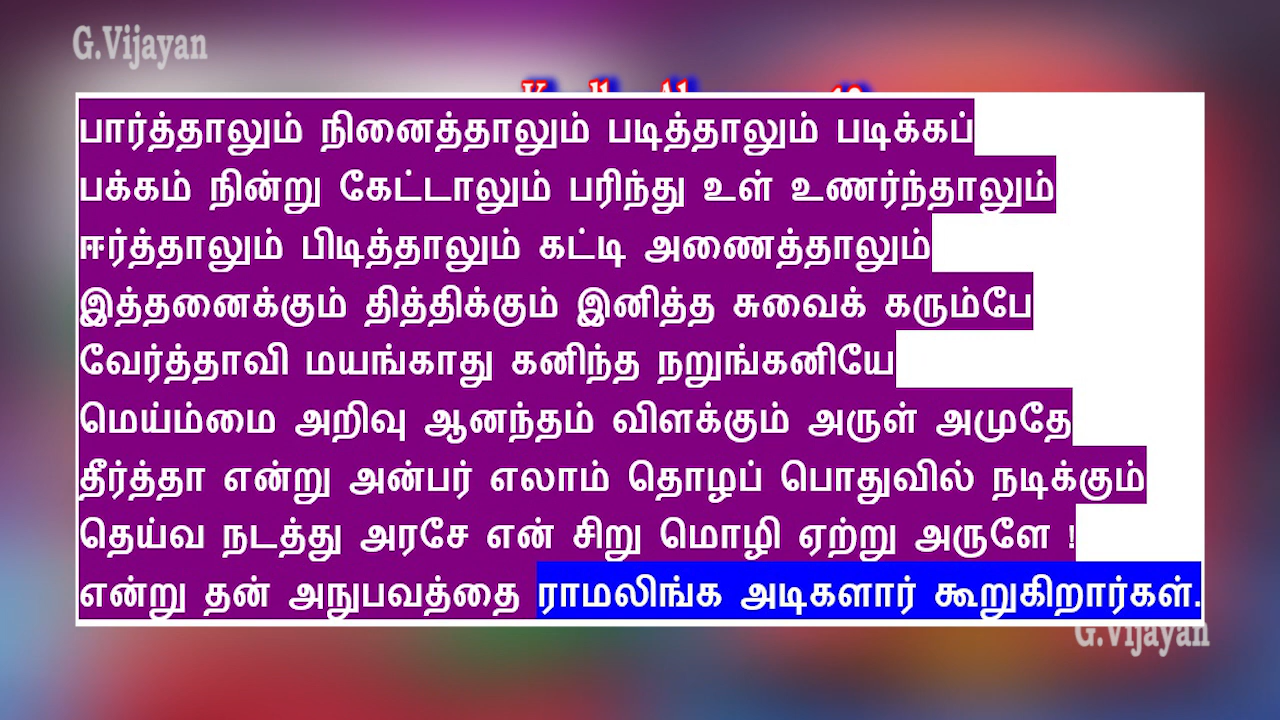 G.Vijayan
பார்த்தாலும் நினைத்தாலும் படித்தாலும் படிக்கப்
பக்கம் நின்று கேட்டாலும் பரிந்து உள் உணர்ந்தாலும்
ஈர்த்தாலும் பிடித்தாலும் கட்டி அணைத்தாலும்
இத்தனைக்கும் தித்திக்கும் இனித்த சுவைக் கரும்பே
வேர்த்தாவி மயங்காது கனிந்த நறுங்கனியே
மெய்ம்மை அறிவு ஆனந்தம் விளக்கும் அருள் அமுதே
தீர்த்தா என்று அன்பர் எலாம் தொழப் பொதுவில் நடிக்கும்
தெய்வ நடத்து அரசே என் சிறு மொழி ஏற்று அருளே !
என்று தன் அநுபவத்தை ராமலிங்க அடிகளார் கூறுகிறார்கள்.
G.Vijayan